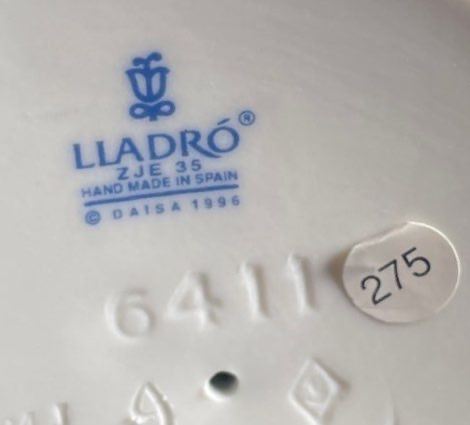 LLADRÓ®
ZJE 35
HAND MADE IN SPAIN
© DAISA 1996
6411
275